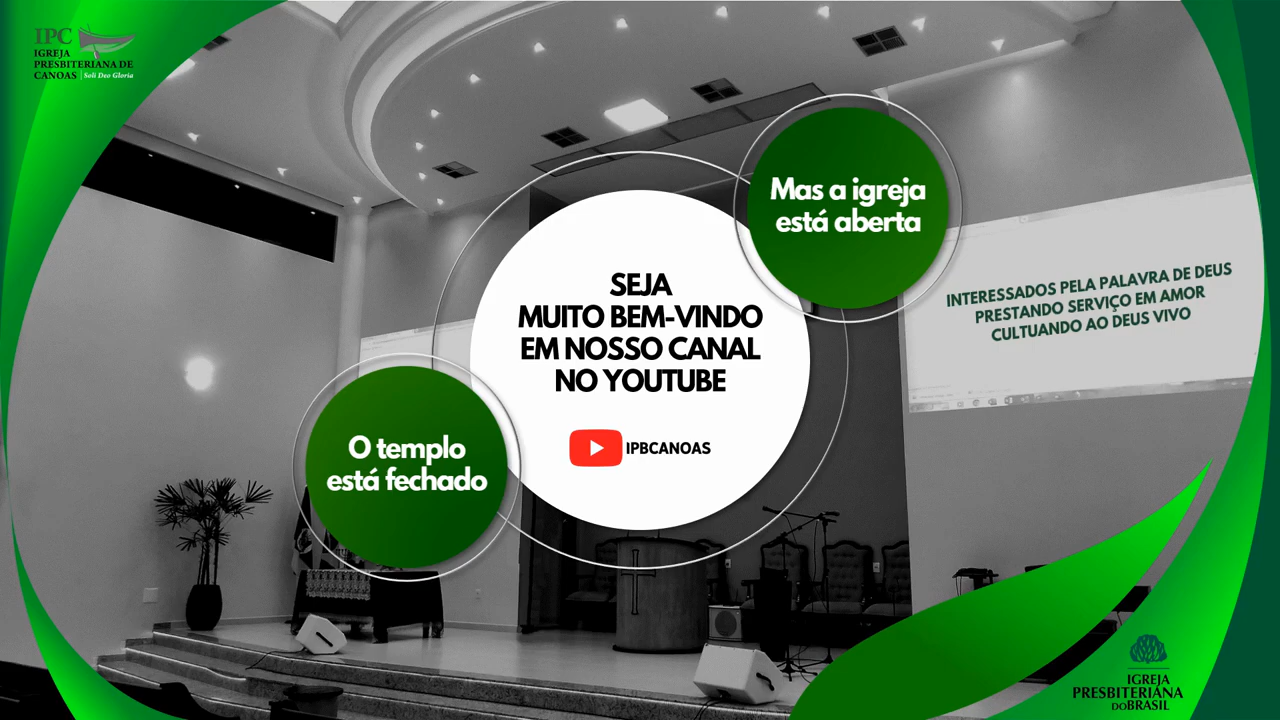 IPC
IGREJA
PRESBITERIANA DE
CANOAS | Soli Deo Gloria
Mas a igreja
está aberta
SEJA
MUITO BEM-VINDO
EM NOSSO CANAL
NO YOUTUBE
IPBCANOAS
INTERESSADOS PELA PALAVRA DE DEUS
PRESTANDO SERVIÇO EM AMOR
CULTUANDO AO DEUS VIVO
O templo
está fechado
IGREJA
PRESBITERIANA
DO BRASIL